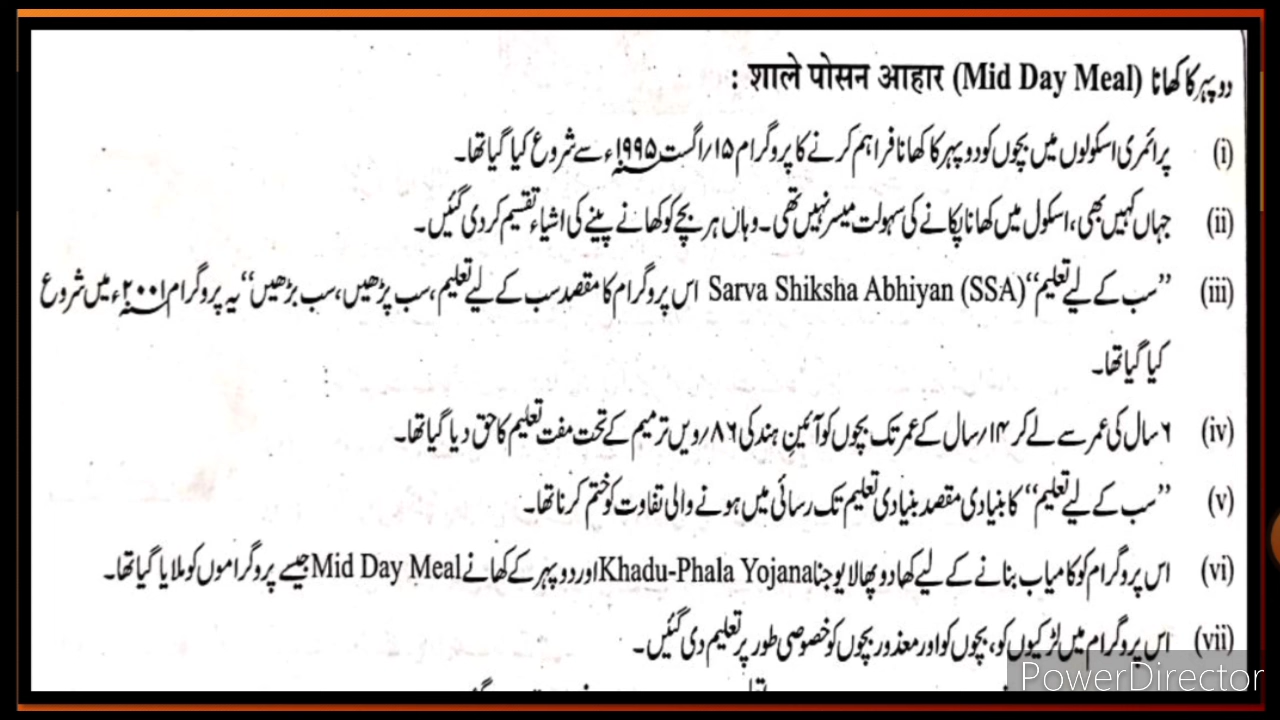 دوپہر کا کھانا (Mid Day Meal) शाले पोसन आहार :
(i) پرائمری اسکولوں میں بچوں کو دوپہر کا کھانا فراہم کرنے کا پروگرام ۱۵؍اگست ۱۹۹۵ء سے شروع کیا گیا تھا۔
(ii) جہاں کہیں بھی، اسکول میں کھانا پکانے کی سہولت میسر نہیں تھی۔ وہاں ہر بچے کو کھانے پینے کی اشیاء تقسیم کردی گئیں۔
(iii) ”سب کے لیے تعلیم“ Sarva Shiksha Abhiyan (SSA) اس پروگرام کا مقصد سب کے لیے تعلیم، سب پڑھیں، سب بڑھیں“ یہ پروگرام ۲۰۰۱ء میں شروع
کیا گیا تھا۔
(iv) ۶ سال کی عمر سے لے کر ۱۴؍سال کے عمر تک بچوں کو آئینِ ہند کی ۸۶؍ویں ترمیم کے تحت مفت تعلیم کا حق دیا گیا تھا۔
(v) ”سب کے لیے تعلیم“ کا بنیادی مقصد بنیادی تعلیم تک رسائی میں ہونے والی تفاوت کو ختم کرنا تھا۔
(vi) اس پروگرام کو کامیاب بنانے کے لیے کھادو پھالا یوجنا Khadu-Phala Yojana اور دوپہر کے کھانے Mid Day Meal جیسے پروگراموں کو ملایا گیا تھا۔
(vii) اس پروگرام میں لڑکیوں کو، بچوں کو اور معذور بچوں کو خصوصی طور پر تعلیم دی گئیں۔
PowerDirector